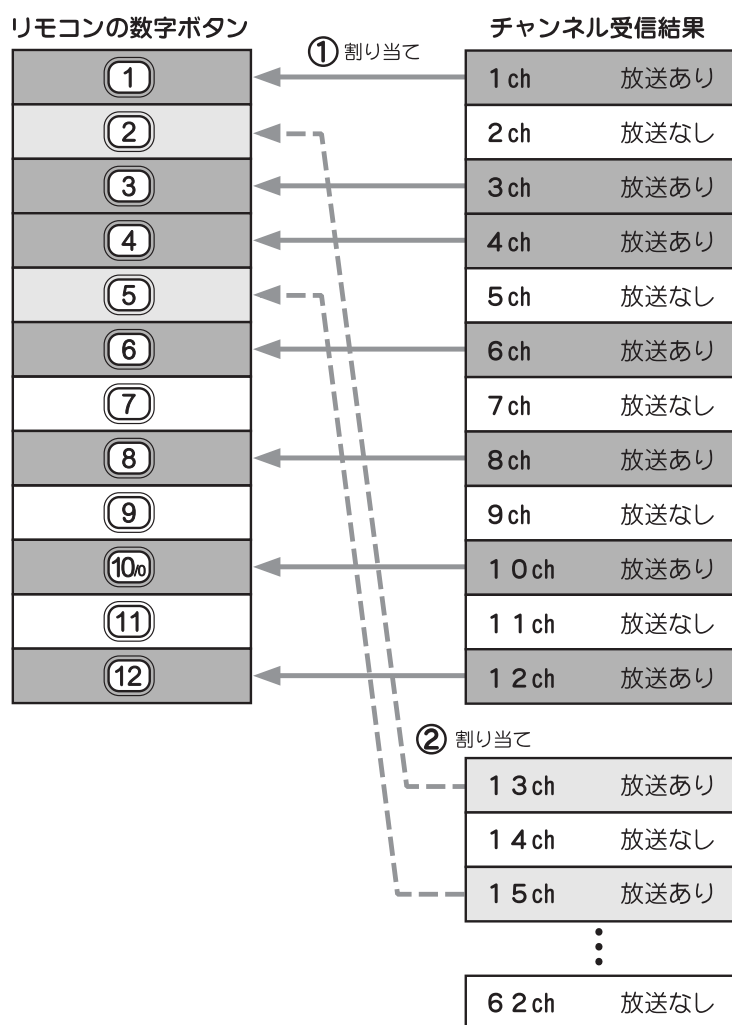 リモコンの数字ボタン
チャンネル受信結果
① 割り当て
1 1ch 放送あり
2 2ch 放送なし
3 3ch 放送あり
4 4ch 放送あり
5 5ch 放送なし
6 6ch 放送あり
7 7ch 放送なし
8 8ch 放送あり
9 9ch 放送なし
10/0 10ch 放送あり
11 11ch 放送なし
12 12ch 放送あり
② 割り当て
13ch 放送あり
14ch 放送なし
15ch 放送あり
⋮
62ch 放送なし